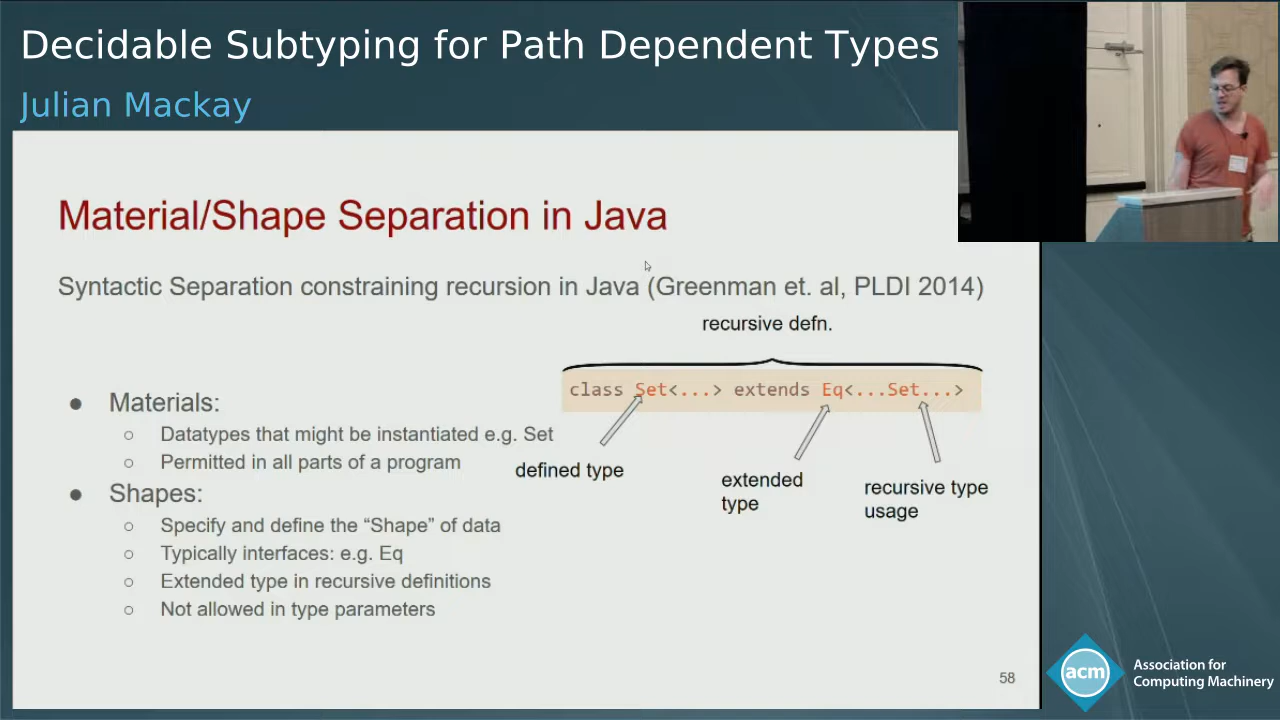 Decidable Subtyping for Path Dependent Types
Julian Mackay
Material/Shape Separation in Java
Syntactic Separation constraining recursion in Java (Greenman et. al, PLDI 2014)
recursive defn.
class Set<...> extends Eq<...Set...>
defined type
extended
type
recursive type
usage
● Materials:
○ Datatypes that might be instantiated e.g. Set
○ Permitted in all parts of a program
● Shapes:
○ Specify and define the “Shape” of data
○ Typically interfaces: e.g. Eq
○ Extended type in recursive definitions
○ Not allowed in type parameters
58
acm
Association for
Computing Machinery